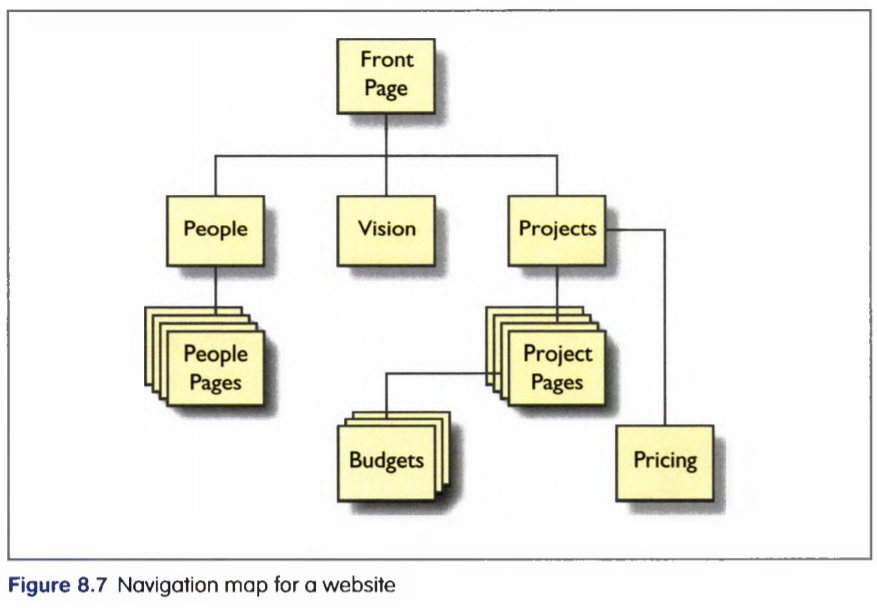 Front
Page
People
Vision
Projects
People
Pages
Project
Pages
Budgets
Pricing
Figure 8.7 Navigation map for a website